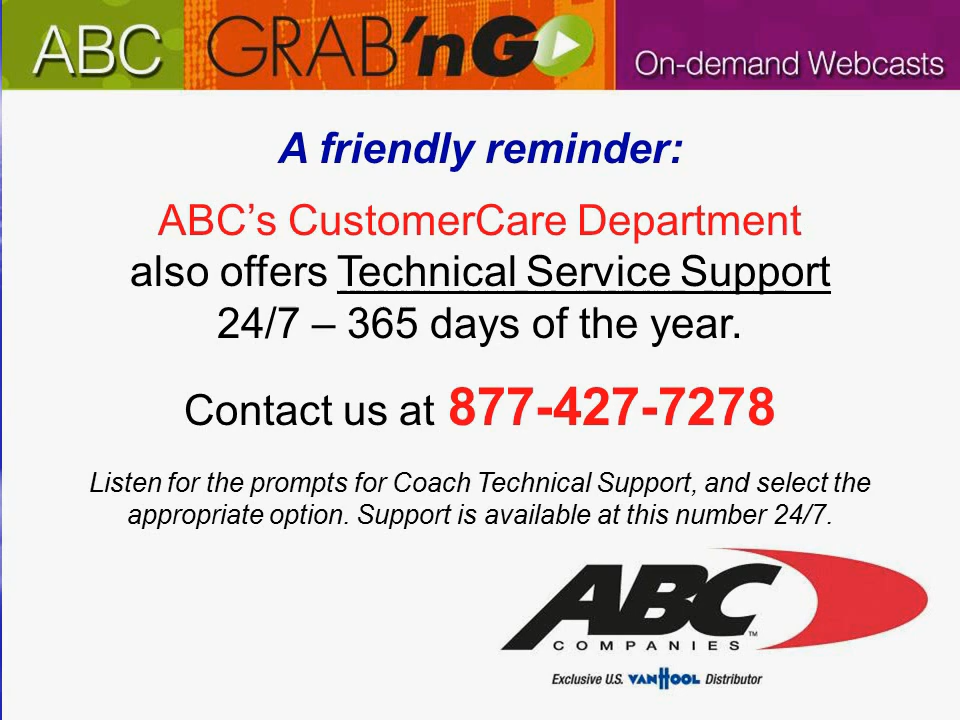 ABC GRAB'nGO On-demand Webcasts
A friendly reminder:
ABC’s CustomerCare Department
also offers Technical Service Support
24/7 – 365 days of the year.
Contact us at 877-427-7278
Listen for the prompts for Coach Technical Support, and select the
appropriate option. Support is available at this number 24/7.
ABC™
COMPANIES
Exclusive U.S. VANHOOL Distributor